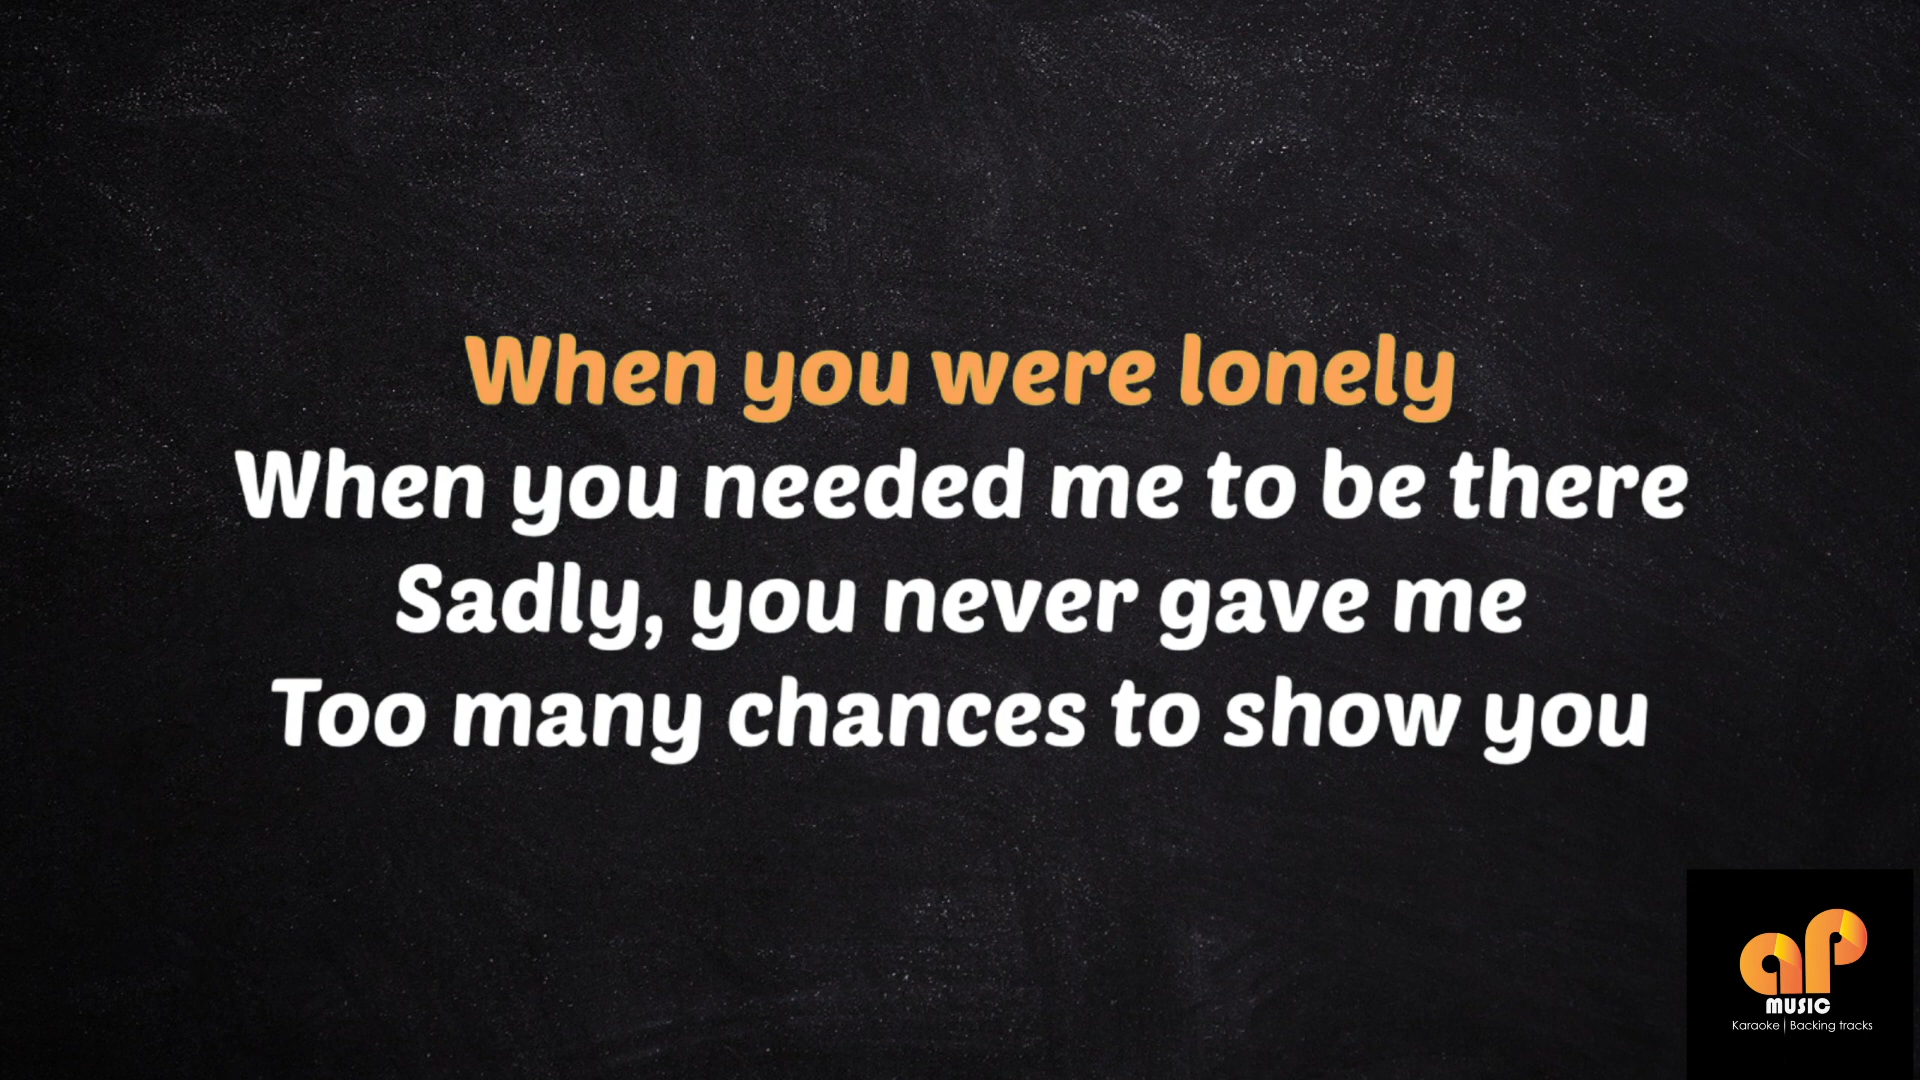 When you were lonely
When you needed me to be there
Sadly, you never gave me
Too many chances to show you
aP
MUSIC
Karaoke | Backing tracks